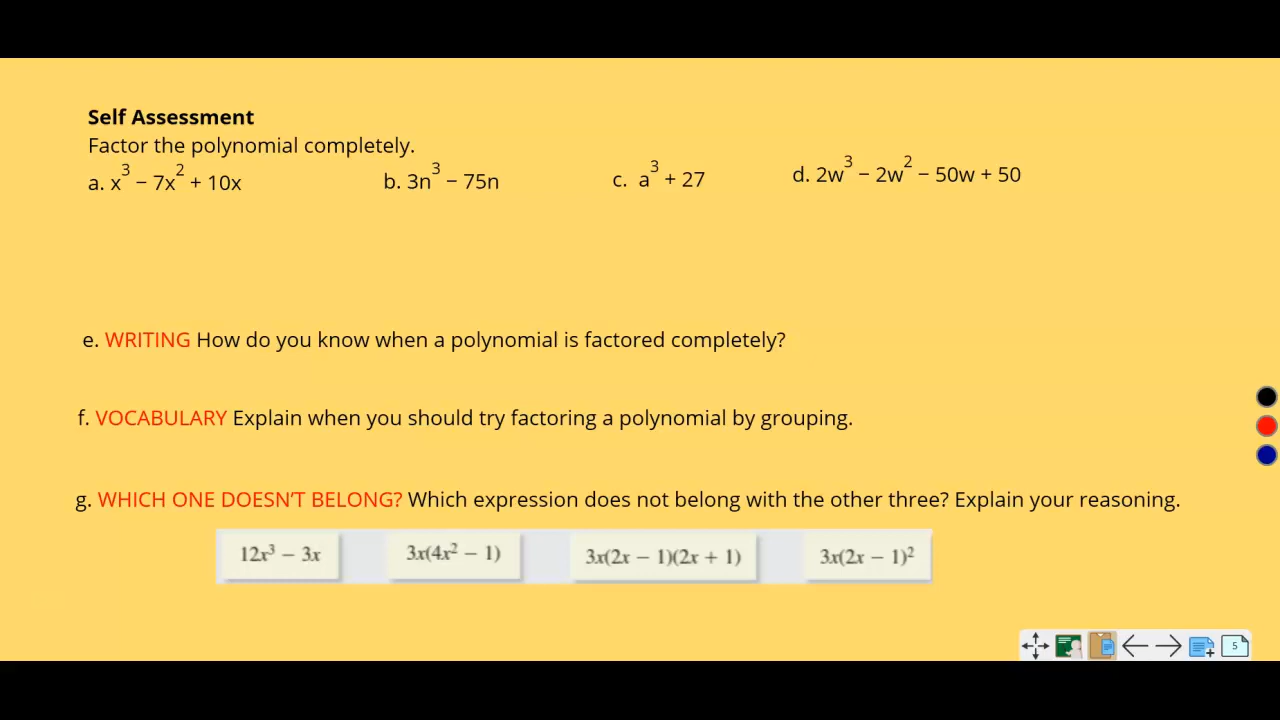 Self Assessment
Factor the polynomial completely.
a. x³ − 7x² + 10x b. 3n³ − 75n c. a³ + 27 d. 2w³ − 2w² − 50w + 50
e. WRITING How do you know when a polynomial is factored completely?
f. VOCABULARY Explain when you should try factoring a polynomial by grouping.
g. WHICH ONE DOESN'T BELONG? Which expression does not belong with the other three? Explain your reasoning.
12x³ − 3x 3x(4x² − 1) 3x(2x − 1)(2x + 1) 3x(2x − 1)²
5